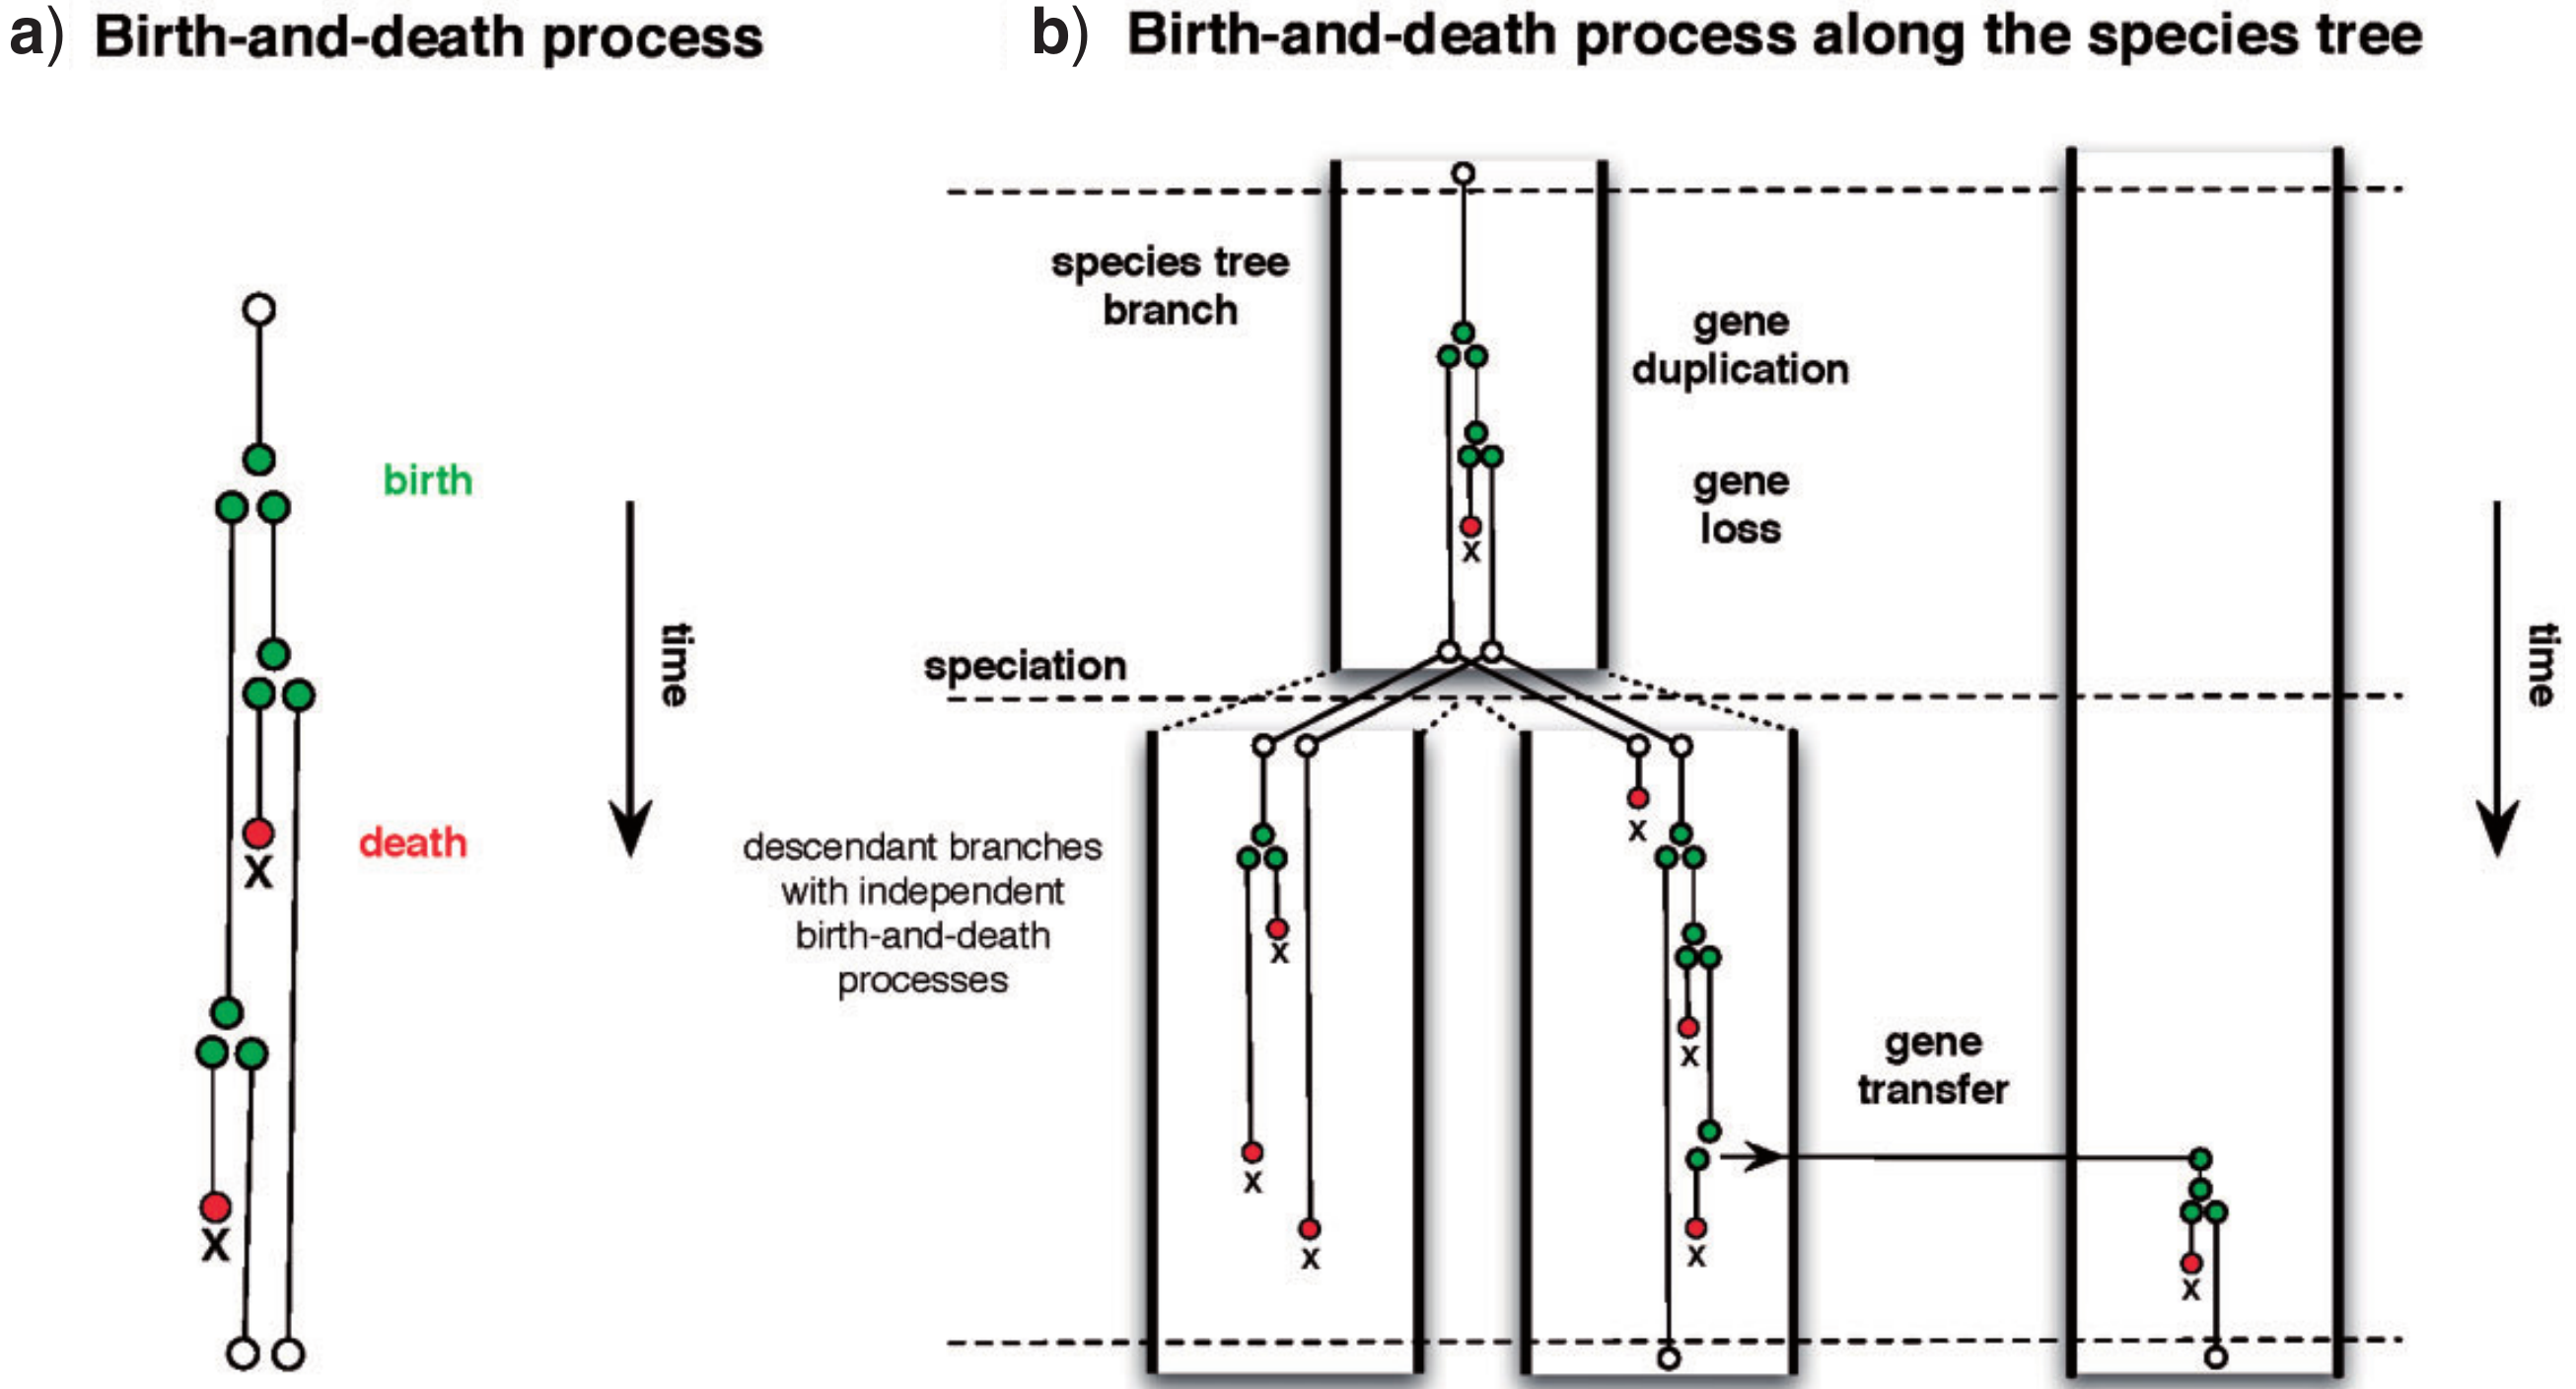 a) Birth-and-death process
birth
death
X
X
time
b) Birth-and-death process along the species tree
species tree
branch
gene
duplication
gene
loss
x
speciation
descendant branches
with independent
birth-and-death
processes
x
x
x
x
x
x
gene
transfer
x
time